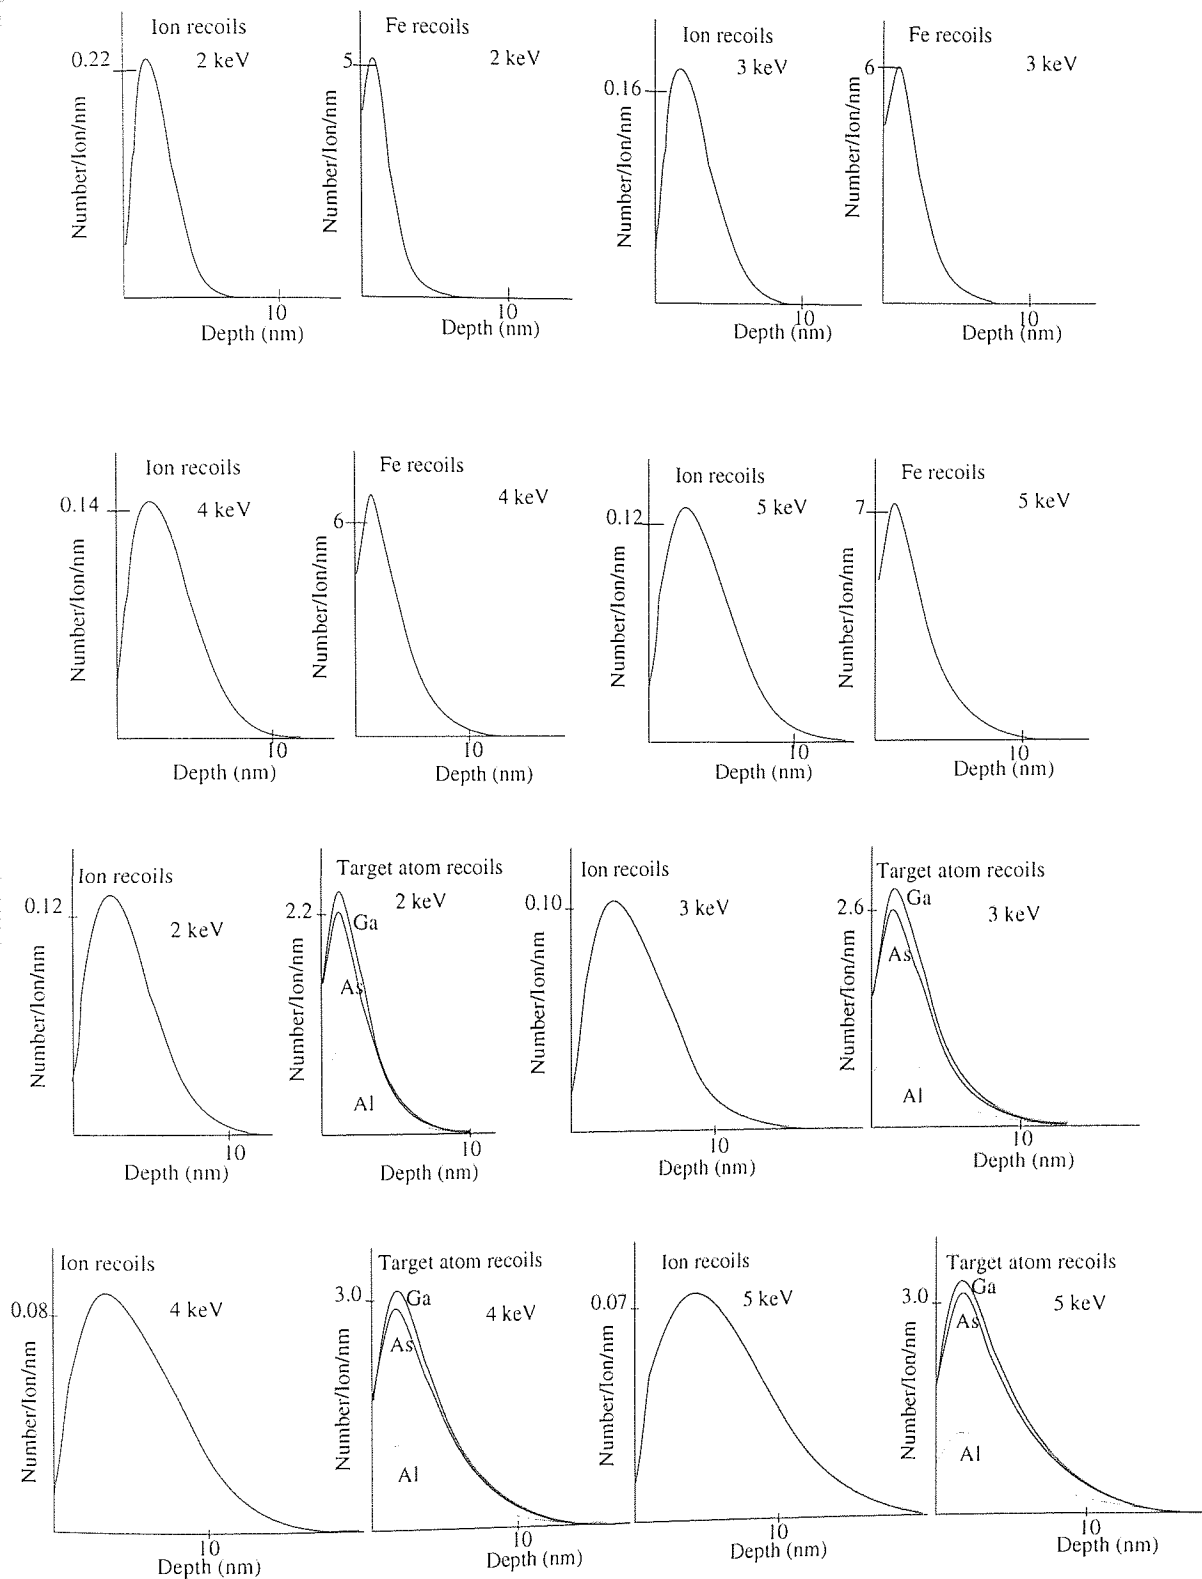 Ion recoils
0.22
2 keV
Number/Ion/nm
10
Depth (nm)
Fe recoils
5
2 keV
Number/Ion/nm
10
Depth (nm)
Ion recoils
3 keV
0.16
Number/Ion/nm
10
Depth (nm)
Fe recoils
6
3 keV
Number/Ion/nm
10
Depth (nm)
Ion recoils
0.14
4 keV
Number/Ion/nm
10
Depth (nm)
Fe recoils
4 keV
6
Number/Ion/nm
10
Depth (nm)
Ion recoils
5 keV
0.12
Number/Ion/nm
10
Depth (nm)
Fe recoils
5 keV
7
Number/Ion/nm
10
Depth (nm)
Ion recoils
0.12
2 keV
Number/Ion/nm
10
Depth (nm)
Target atom recoils
2 keV
2.2
Ga
As
Al
Number/Ion/nm
10
Depth (nm)
Ion recoils
0.10
3 keV
Number/Ion/nm
10
Depth (nm)
Target atom recoils
Ga
2.6
3 keV
As
Al
Number/Ion/nm
10
Depth (nm)
Ion recoils
0.08
4 keV
Number/Ion/nm
10
Depth (nm)
Target atom recoils
3.0
Ga
4 keV
As
Al
Number/Ion/nm
10
Depth (nm)
Ion recoils
5 keV
0.07
Number/Ion/nm
10
Depth (nm)
Target atom recoils
Ga
3.0
5 keV
As
Al
Number/Ion/nm
10
Depth (nm)